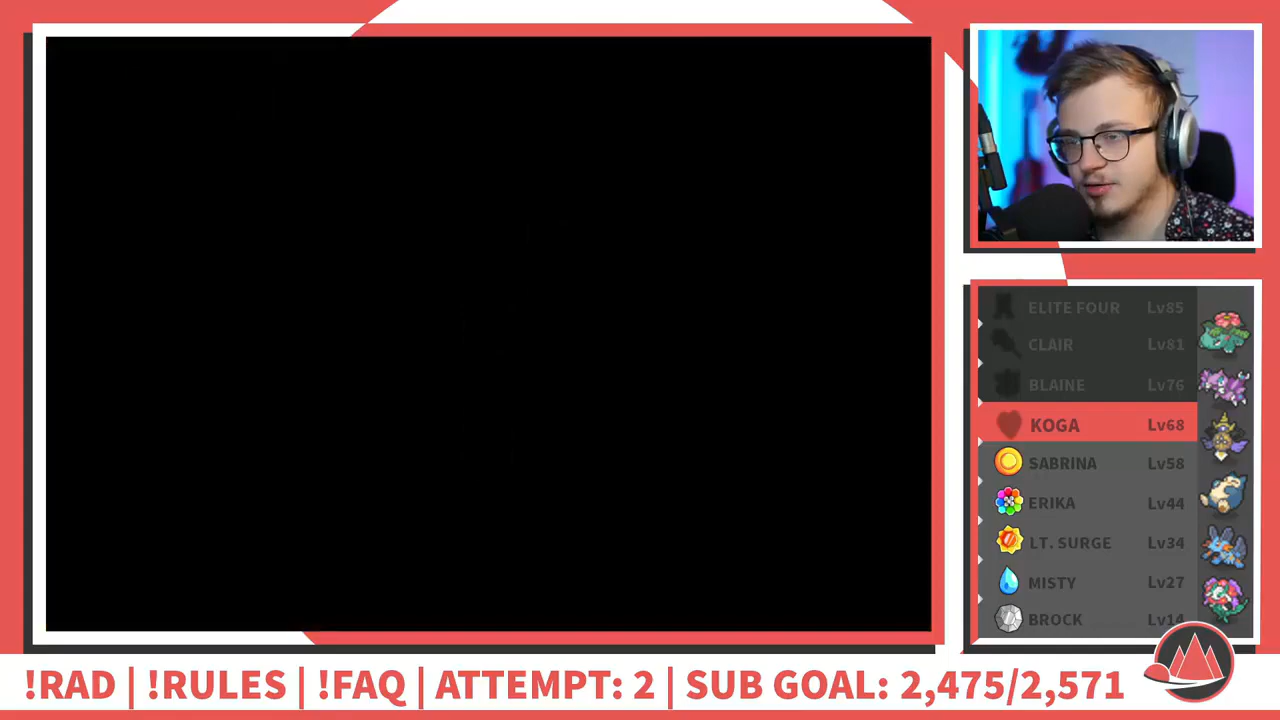 ELITE FOUR Lv85
CLAIR Lv81
BLAINE Lv76
KOGA Lv68
SABRINA Lv58
ERIKA Lv44
LT. SURGE Lv34
MISTY Lv27
BROCK Lv14
!RAD | !RULES | !FAQ | ATTEMPT: 2 | SUB GOAL: 2,475/2,571